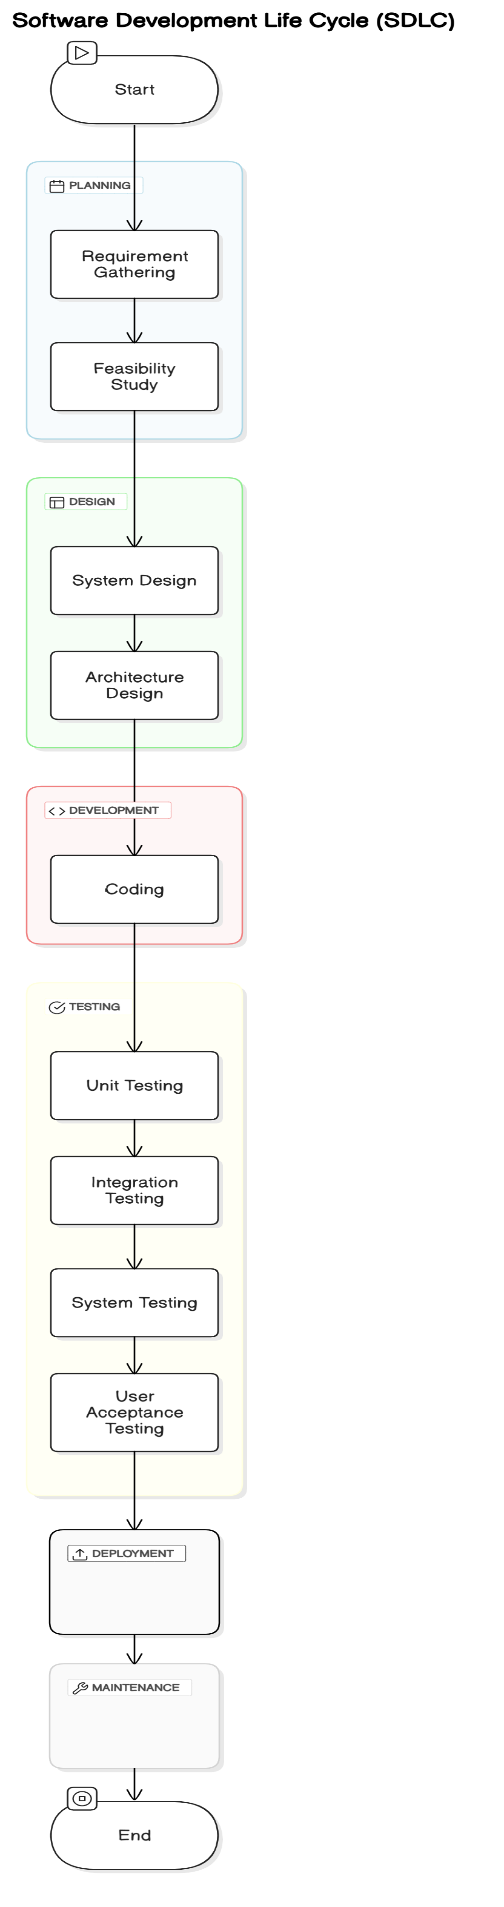 Software Development Life Cycle (SDLC)
Start
PLANNING
Requirement
Gathering
Feasibility
Study
DESIGN
System Design
Architecture
Design
DEVELOPMENT
Coding
TESTING
Unit Testing
Integration
Testing
System Testing
User
Acceptance
Testing
DEPLOYMENT
MAINTENANCE
End